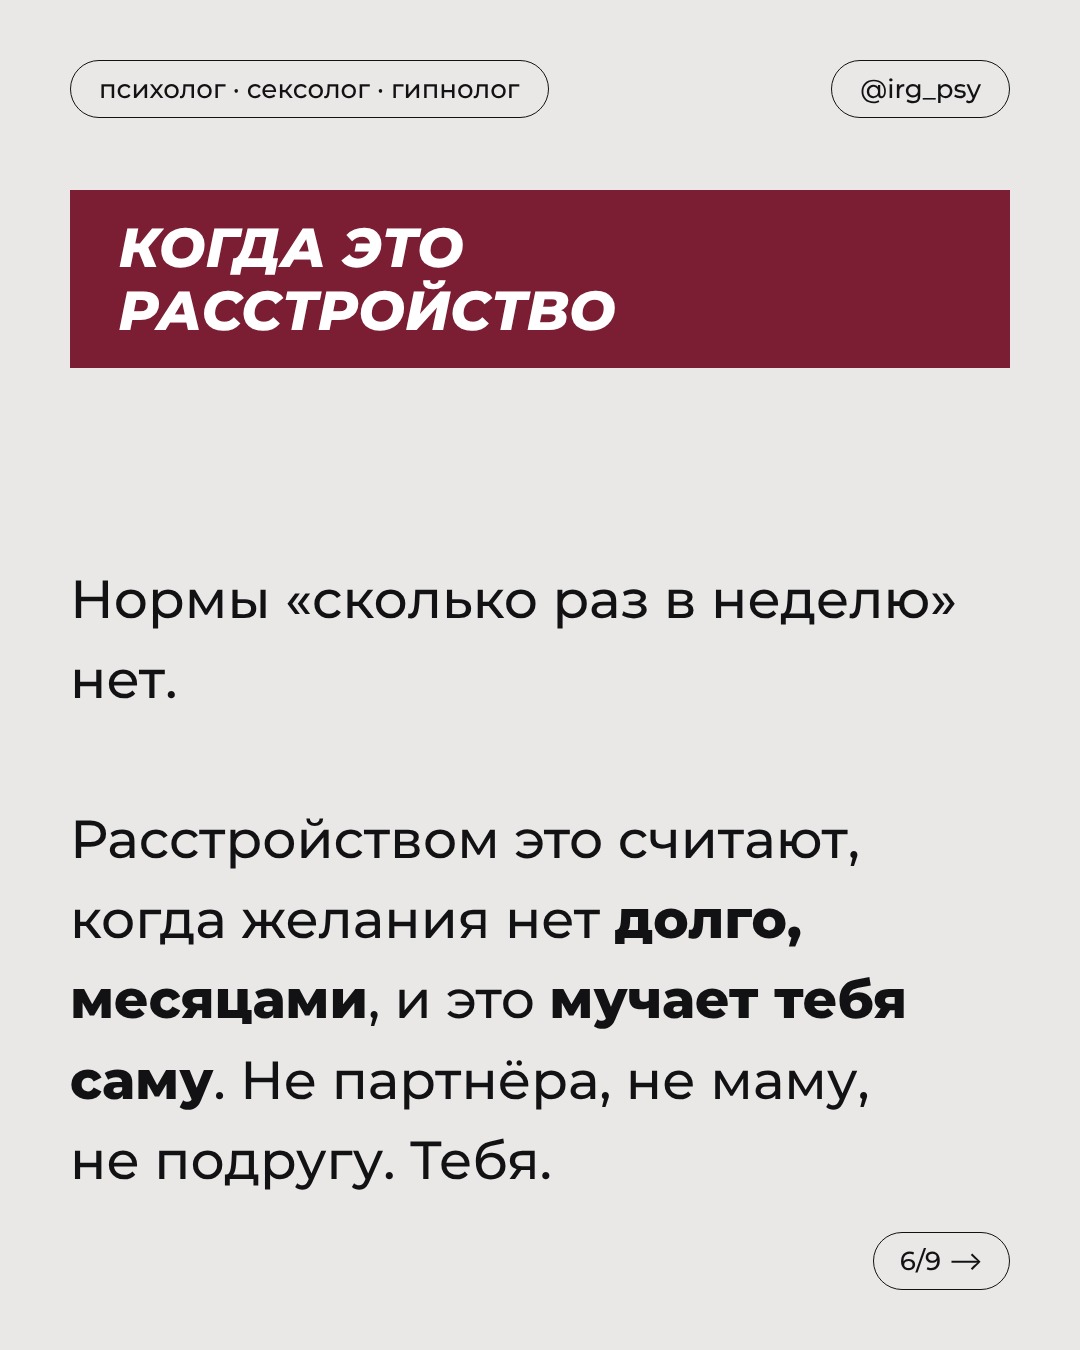 психолог · сексолог · гипнолог
@irg_psy
КОГДА ЭТО
РАССТРОЙСТВО
Нормы «сколько раз в неделю»
нет.
Расстройством это считают,
когда желания нет долго,
месяцами, и это мучает тебя
саму. Не партнёра, не маму,
не подругу. Тебя.
6/9 →